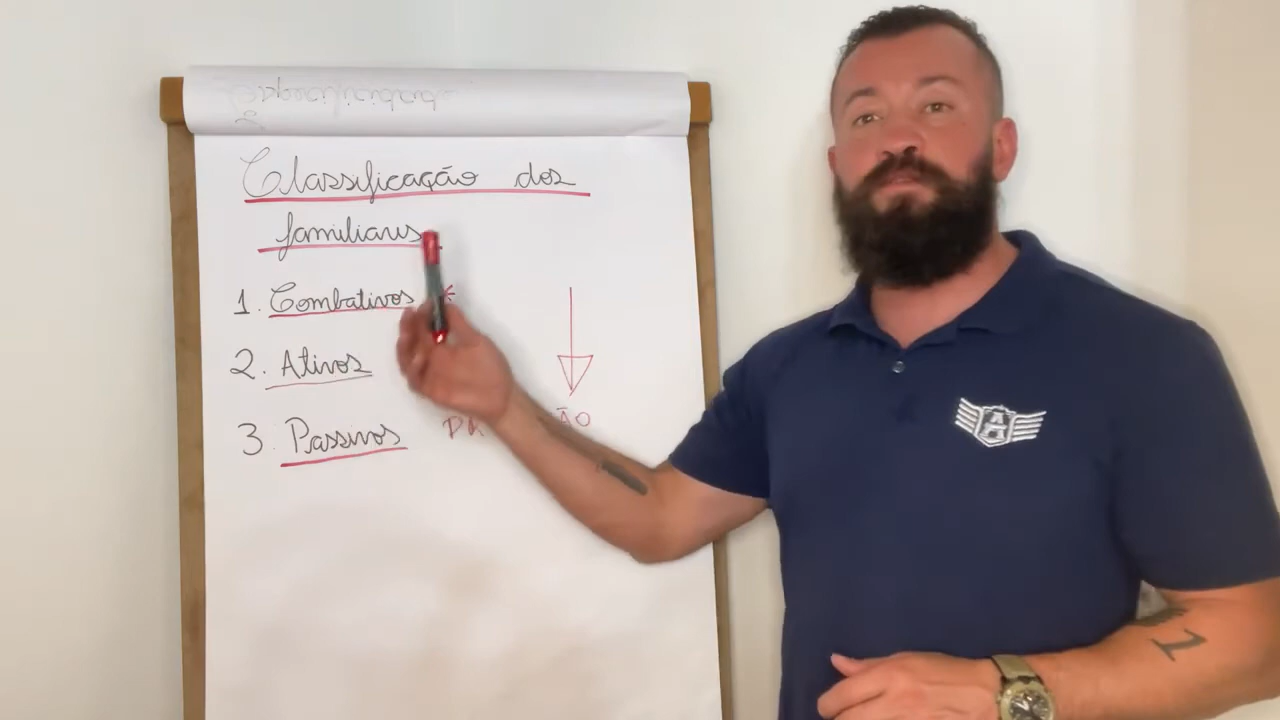 Classificação dos
familiares
1. Combativos *
2. Ativos
3. Passivos